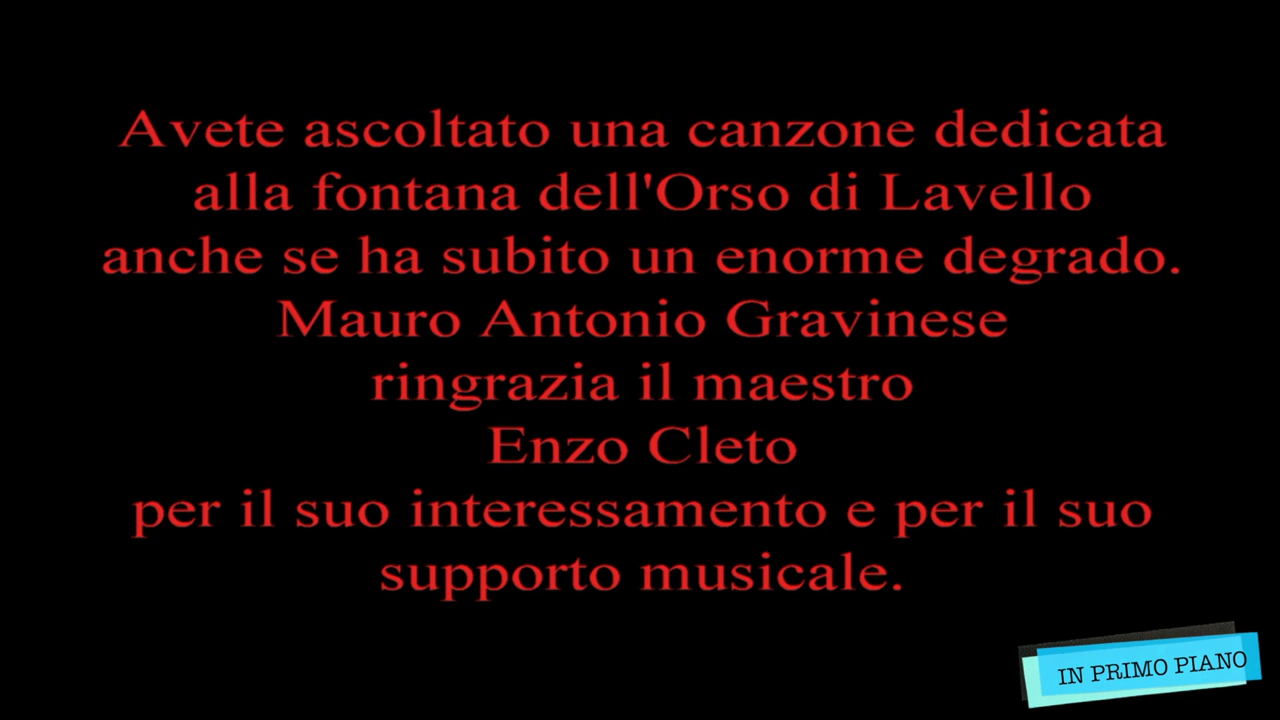 Avete ascoltato una canzone dedicata
alla fontana dell'Orso di Lavello
anche se ha subito un enorme degrado.
Mauro Antonio Gravinese
ringrazia il maestro
Enzo Cleto
per il suo interessamento e per il suo
supporto musicale.
IN PRIMO PIANO